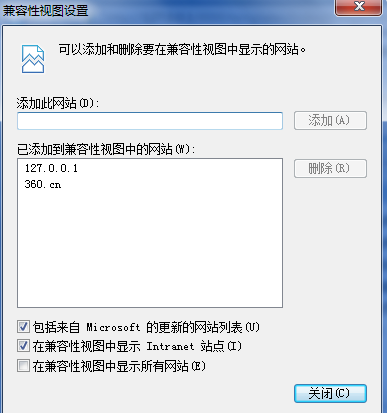 兼容性视图设置
可以添加和删除要在兼容性视图中显示的网站。
添加此网站(D):
添加(A)
已添加到兼容性视图中的网站(W):
127.0.0.1
360.cn
删除(R)
包括来自 Microsoft 的更新的网站列表(U)
在兼容性视图中显示 Intranet 站点(I)
在兼容性视图中显示所有网站(E)
关闭(C)